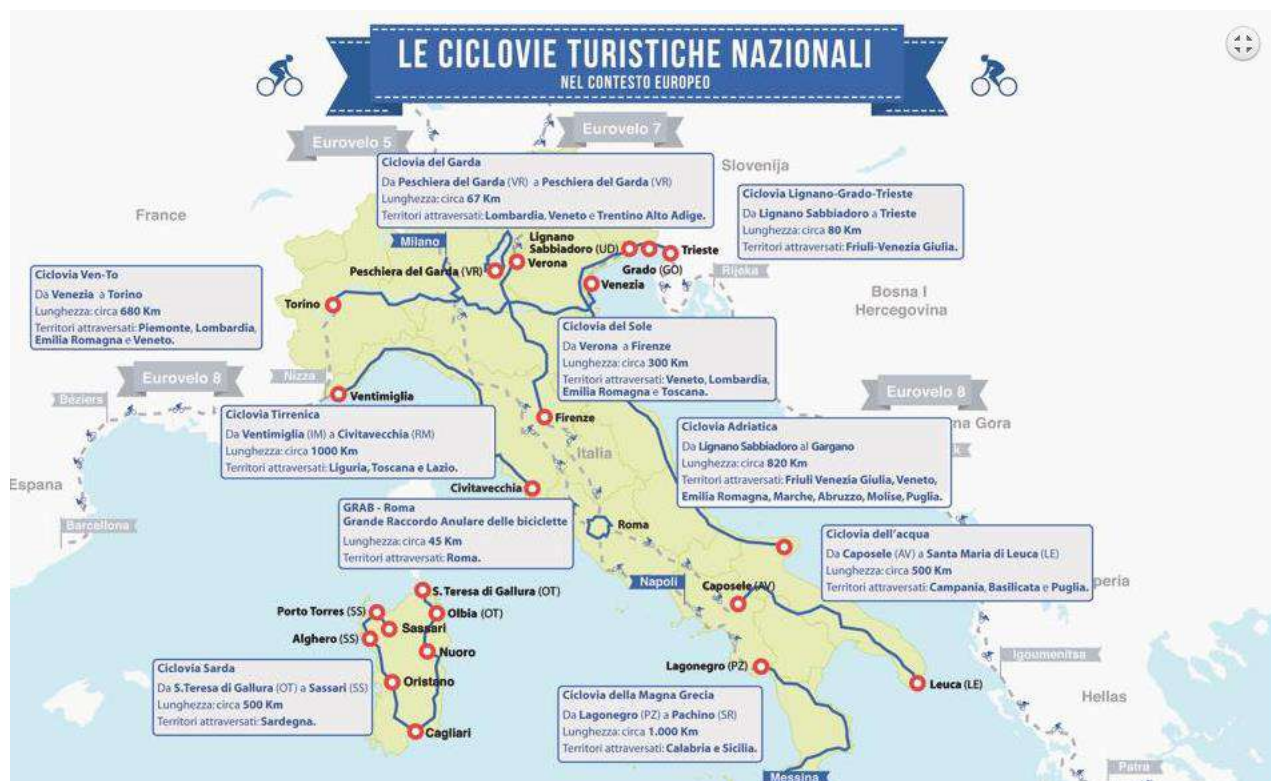 LE CICLOVIE TURISTICHE NAZIONALI
NEL CONTESTO EUROPEO
Eurovelo 5
Eurovelo 7
Slovenija
France
Ciclovia del Garda
Da Peschiera del Garda (VR) a Peschiera del Garda (VR)
Lunghezza: circa 67 Km
Territori attraversati: Lombardia, Veneto e Trentino Alto Adige.
Ciclovia Lignano-Grado-Trieste
Da Lignano Sabbiadoro a Trieste
Lunghezza: circa 80 Km
Territori attraversati: Friuli-Venezia Giulia.
Milano
Lignano
Sabbiadoro (UD)
Trieste
Peschiera del Garda (VR)
Verona
Grado (GO)
Rijeka
Venezia
Bosna I
Hercegovina
Ciclovia Ven-To
Da Venezia a Torino
Lunghezza: circa 680 Km
Territori attraversati: Piemonte, Lombardia,
Emilia Romagna e Veneto.
Torino
Ciclovia del Sole
Da Verona a Firenze
Lunghezza: circa 300 Km
Territori attraversati: Veneto, Lombardia,
Emilia Romagna e Toscana.
Eurovelo 8
Nizza
Béziers
Ventimiglia
Eurovelo 8
na Gora
Ciclovia Tirrenica
Da Ventimiglia (IM) a Civitavecchia (RM)
Lunghezza: circa 1000 Km
Territori attraversati: Liguria, Toscana e Lazio.
Firenze
Italia
Ciclovia Adriatica
Da Lignano Sabbiadoro al Gargano
Lunghezza: circa 820 Km
Territori attraversati: Friuli Venezia Giulia, Veneto,
Emilia Romagna, Marche, Abruzzo, Molise, Puglia.
Espana
Barcellona
Civitavecchia
GRAB - Roma
Grande Raccordo Anulare delle biciclette
Lunghezza: circa 45 Km
Territori attraversati: Roma.
Roma
Ciclovia dell'acqua
Da Caposele (AV) a Santa Maria di Leuca (LE)
Lunghezza: circa 500 Km
Territori attraversati: Campania, Basilicata e Puglia.
peria
Napoli
Caposele (AV)
S. Teresa di Gallura (OT)
Porto Torres (SS)
Olbia (OT)
Sassari
Alghero (SS)
Nuoro
Oristano
Cagliari
Ciclovia Sarda
Da S.Teresa di Gallura (OT) a Sassari (SS)
Lunghezza: circa 500 Km
Territori attraversati: Sardegna.
Lagonegro (PZ)
Leuca (LE)
Igoumenitsa
Hellas
Ciclovia della Magna Grecia
Da Lagonegro (PZ) a Pachino (SR)
Lunghezza: circa 1.000 Km
Territori attraversati: Calabria e Sicilia.
Messina
Patra